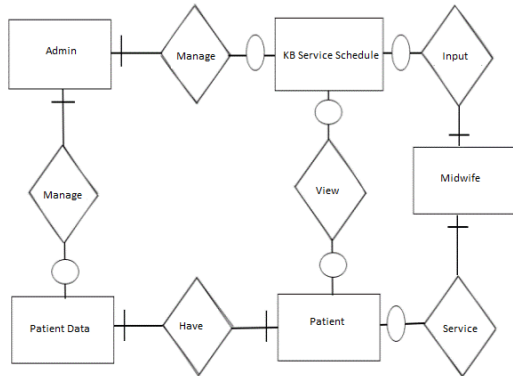 Admin
Manage
KB Service Schedule
Input
Manage
View
Midwife
Patient Data
Have
Patient
Service